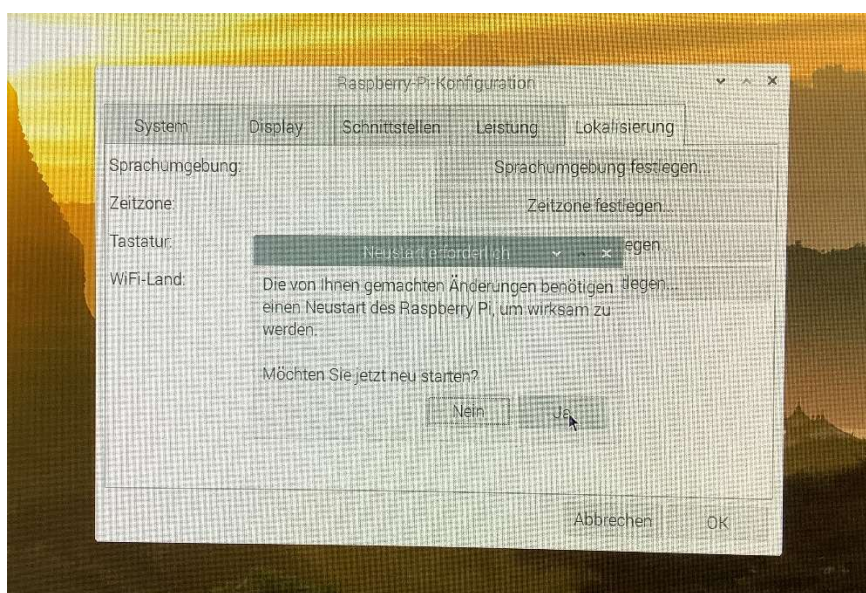 Raspberry-Pi-Konfiguration
System Display Schnittstellen Leistung Lokalisierung
Sprachumgebung: Sprachumgebung festlegen...
Zeitzone: Zeitzone festlegen...
Tastatur: egen
Neustart erforderlich
WiFi-Land: tlegen...
Die von Ihnen gemachten Änderungen benötigen
einen Neustart des Raspberry Pi, um wirksam zu
werden.
Möchten Sie jetzt neu starten?
Nein Ja
Abbrechen OK